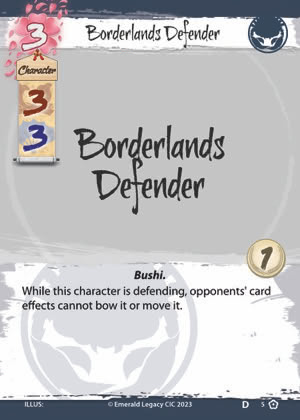 3
Borderlands Defender
Character
3
3
Borderlands
Defender
1
Bushi.
While this character is defending, opponents' card
effects cannot bow it or move it.
ILLUS:
© Emerald Legacy CIC 2023
D
5